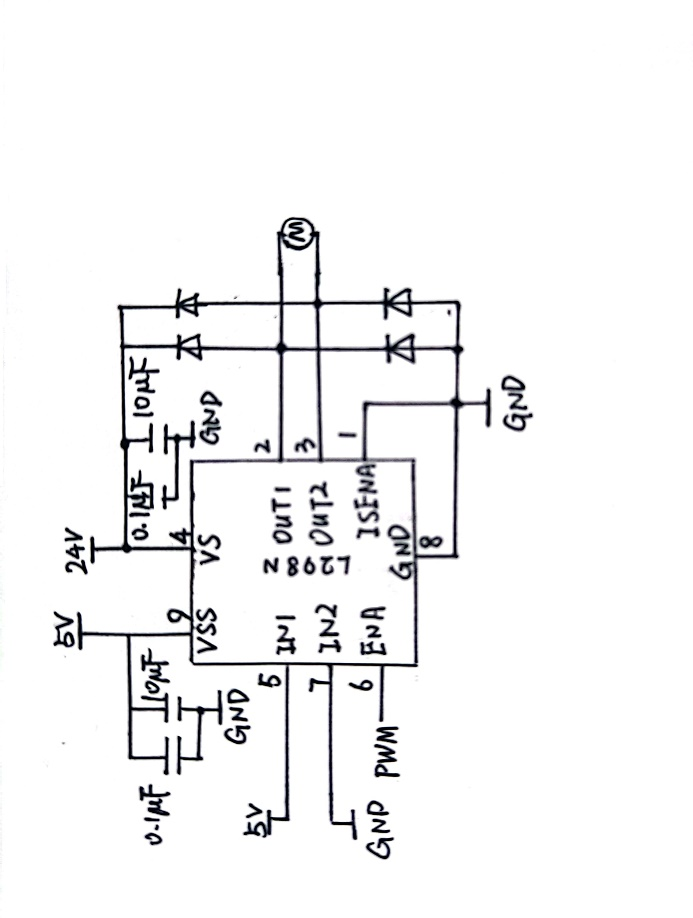 24V
5V
10μF
0.1μF
GND
10μF
0.1μF
GND
4
VS
9
VSS
2
OUT1
3
OUT2
1
ISENA
L298N
GND
8
5
IN1
7
IN2
6
ENA
5V
GND
PWM
M
GND